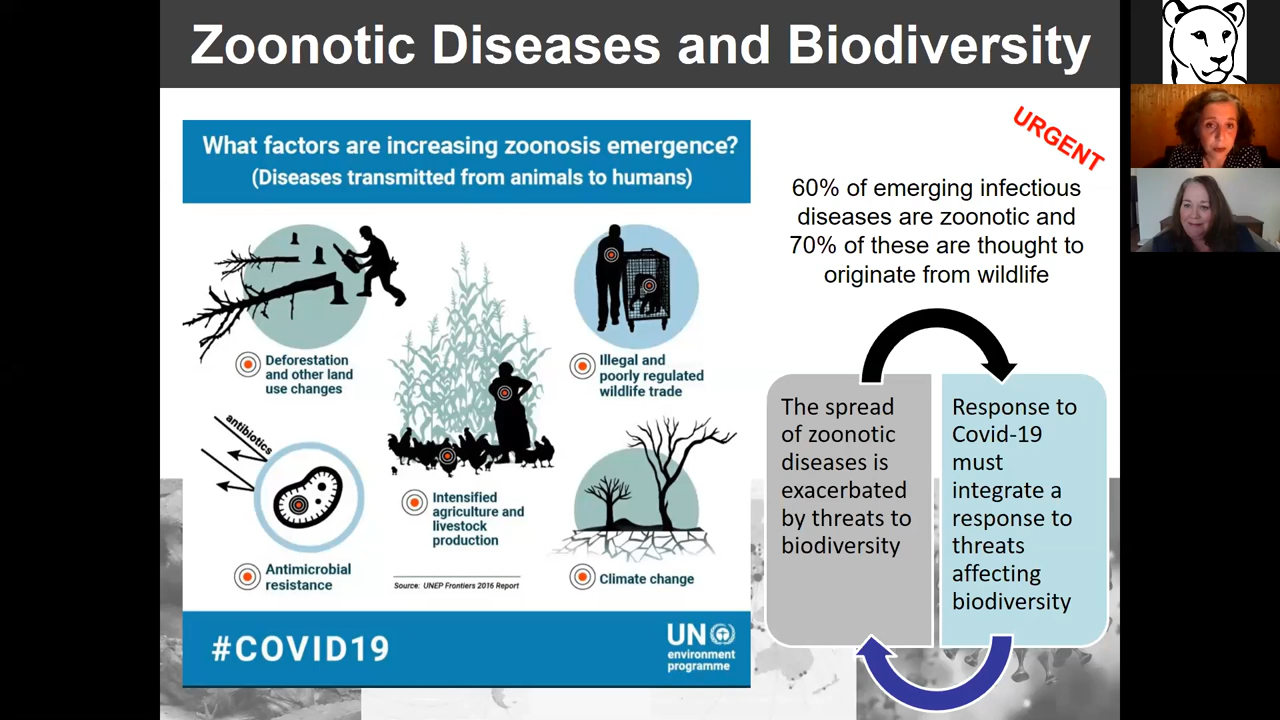 Zoonotic Diseases and Biodiversity
What factors are increasing zoonosis emergence?
(Diseases transmitted from animals to humans)
Deforestation
and other land
use changes
Illegal and
poorly regulated
wildlife trade
antibiotics
Antimicrobial
resistance
Intensified
agriculture and
livestock
production
Source: UNEP Frontiers 2016 Report
Climate change
#COVID19
UN
environment
programme
URGENT
60% of emerging infectious
diseases are zoonotic and
70% of these are thought to
originate from wildlife
The spread
of zoonotic
diseases is
exacerbated
by threats to
biodiversity
Response to
Covid-19
must
integrate a
response to
threats
affecting
biodiversity